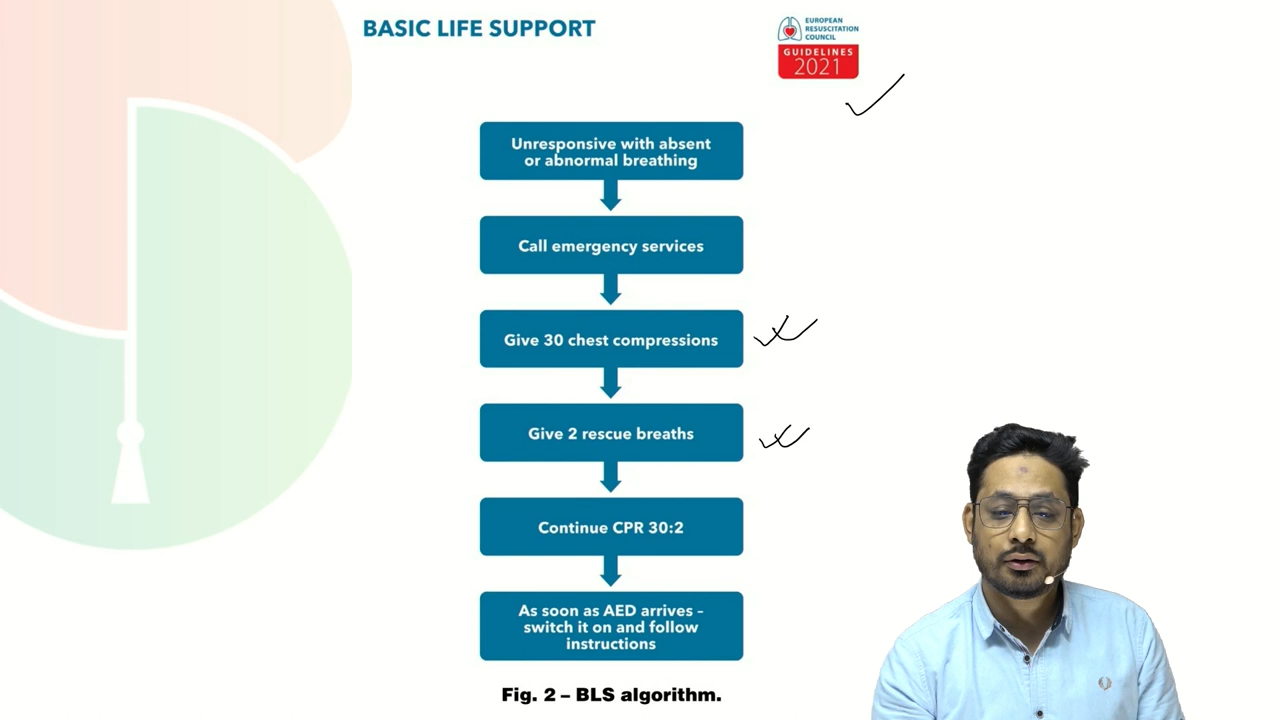 BASIC LIFE SUPPORT
EUROPEAN
RESUSCITATION
COUNCIL
GUIDELINES
2021
Unresponsive with absent
or abnormal breathing
Call emergency services
Give 30 chest compressions
Give 2 rescue breaths
Continue CPR 30:2
As soon as AED arrives –
switch it on and follow
instructions
Fig. 2 – BLS algorithm.